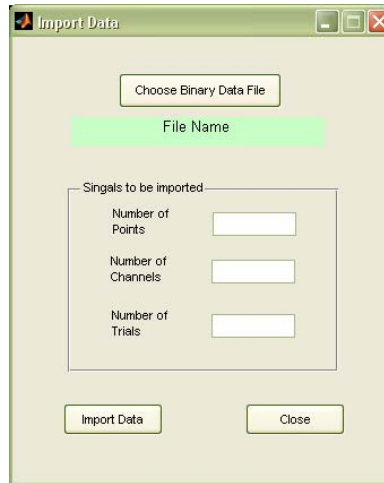 Import Data
Choose Binary Data File
File Name
Singals to be imported
Number of
Points
Number of
Channels
Number of
Trials
Import Data
Close